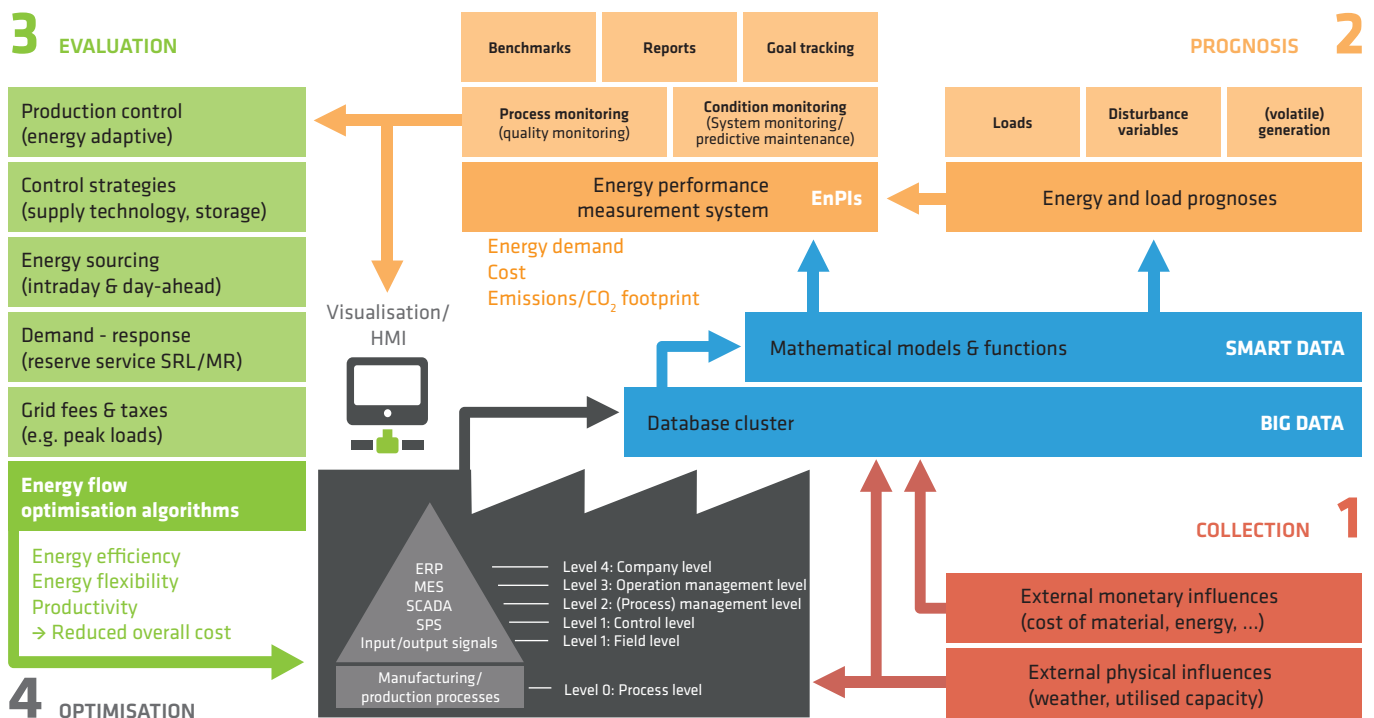 3 EVALUATION
Production control
(energy adaptive)
Control strategies
(supply technology, storage)
Energy sourcing
(intraday & day-ahead)
Demand - response
(reserve service SRL/MR)
Grid fees & taxes
(e.g. peak loads)
Energy flow
optimisation algorithms
Energy efficiency
Energy flexibility
Productivity
→ Reduced overall cost
4 OPTIMISATION
Benchmarks
Reports
Goal tracking
Process monitoring
(quality monitoring)
Condition monitoring
(System monitoring/
predictive maintenance)
Energy performance
measurement system
EnPIs
Energy demand
Cost
Emissions/CO₂ footprint
PROGNOSIS 2
Loads
Disturbance
variables
(volatile)
generation
Energy and load prognoses
Visualisation/
HMI
Mathematical models & functions
SMART DATA
Database cluster
BIG DATA
COLLECTION 1
External monetary influences
(cost of material, energy, ...)
External physical influences
(weather, utilised capacity)
ERP
Level 4: Company level
MES
Level 3: Operation management level
SCADA
Level 2: (Process) management level
SPS
Level 1: Control level
Input/output signals
Level 1: Field level
Manufacturing/
production processes
Level 0: Process level